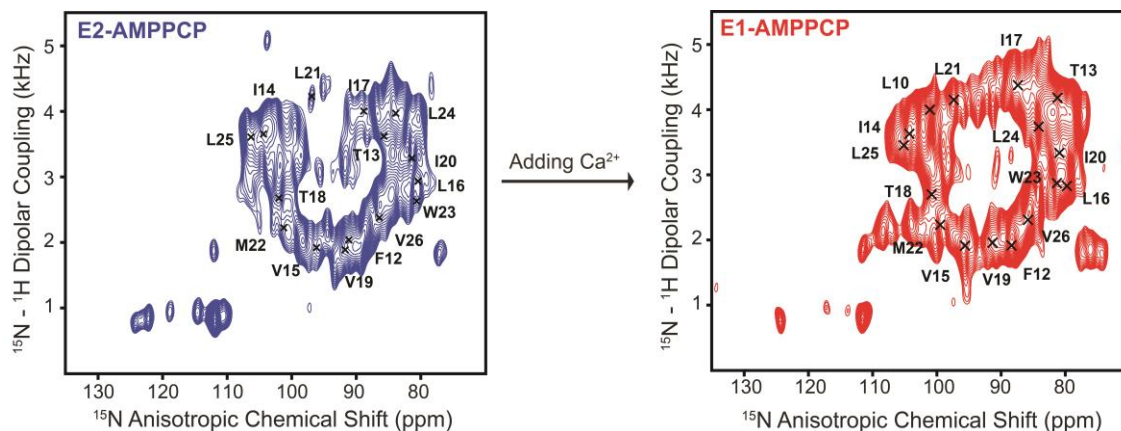 E2-AMPPCP
¹⁵N - ¹H Dipolar Coupling (kHz)
5
4
3
2
1
L21
I14
I17
L24
L25
T13
I20
L16
T18
W23
M22
V26
V15
F12
V19
130 120 110 100 90 80
¹⁵N Anisotropic Chemical Shift (ppm)
Adding Ca²⁺
E1-AMPPCP
¹⁵N - ¹H Dipolar Coupling (kHz)
5
4
3
2
1
I17
L21
T13
L10
I14
L24
L25
I20
W23
T18
L16
V26
M22
V15
F12
V19
130 120 110 100 90 80
¹⁵N Anisotropic Chemical Shift (ppm)